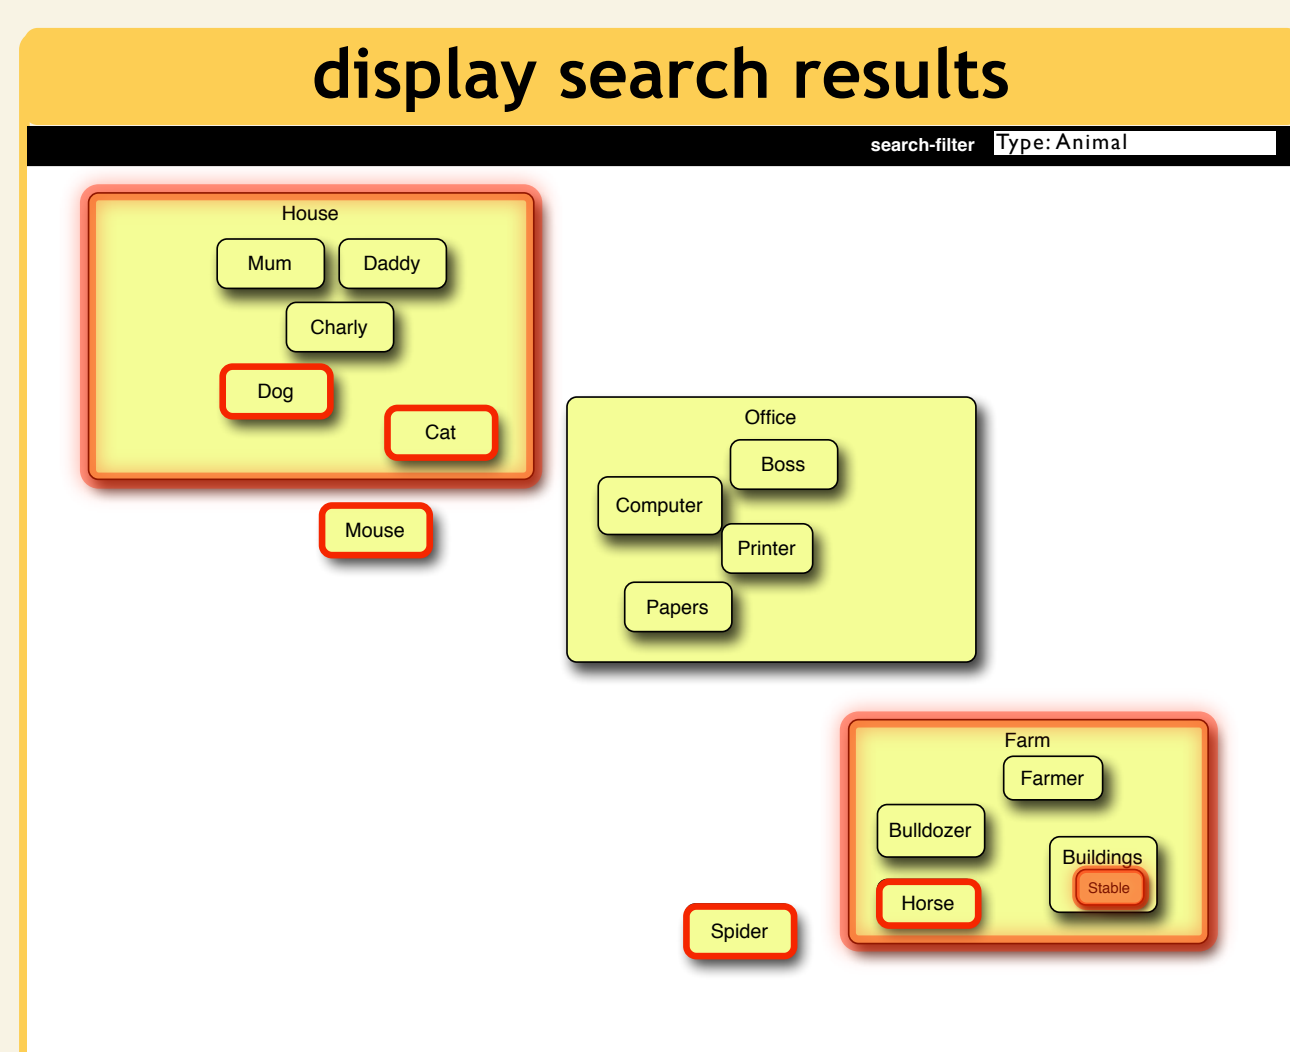 display search results
search-filter Type: Animal
House
Mum Daddy
Charly
Dog
Cat
Mouse
Office
Boss
Computer
Printer
Papers
Farm
Farmer
Bulldozer
Buildings
Stable
Horse
Spider